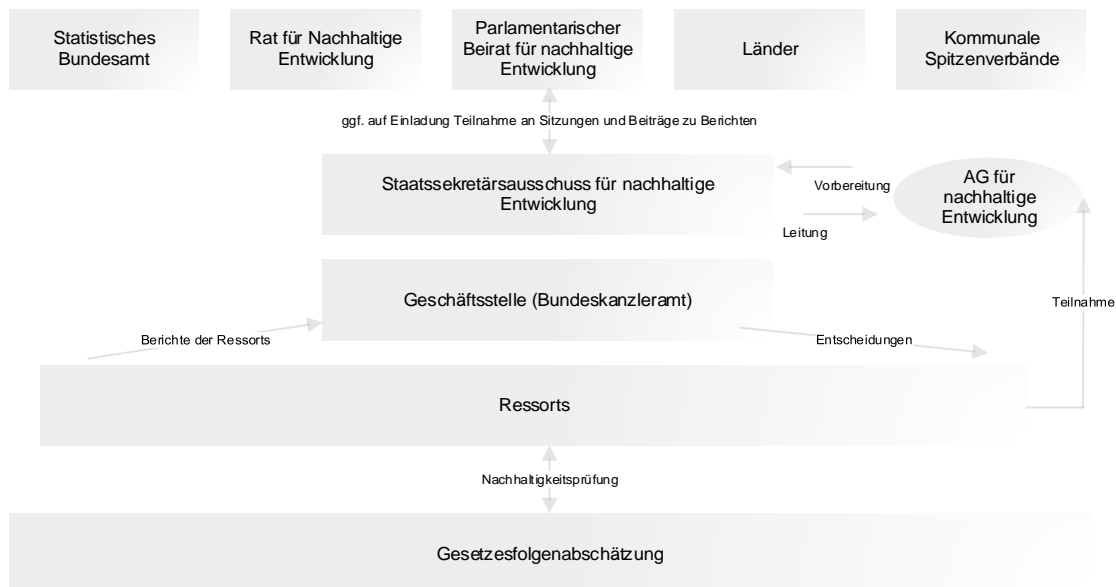 Statistisches
Bundesamt
Rat für Nachhaltige
Entwicklung
Parlamentarischer
Beirat für nachhaltige
Entwicklung
Länder
Kommunale
Spitzenverbände
ggf. auf Einladung Teilnahme an Sitzungen und Beiträge zu Berichten
Staatssekretärsausschuss für nachhaltige
Entwicklung
Vorbereitung
Leitung
AG für
nachhaltige
Entwicklung
Geschäftsstelle (Bundeskanzleramt)
Teilnahme
Berichte der Ressorts
Entscheidungen
Ressorts
Nachhaltigkeitsprüfung
Gesetzesfolgenabschätzung